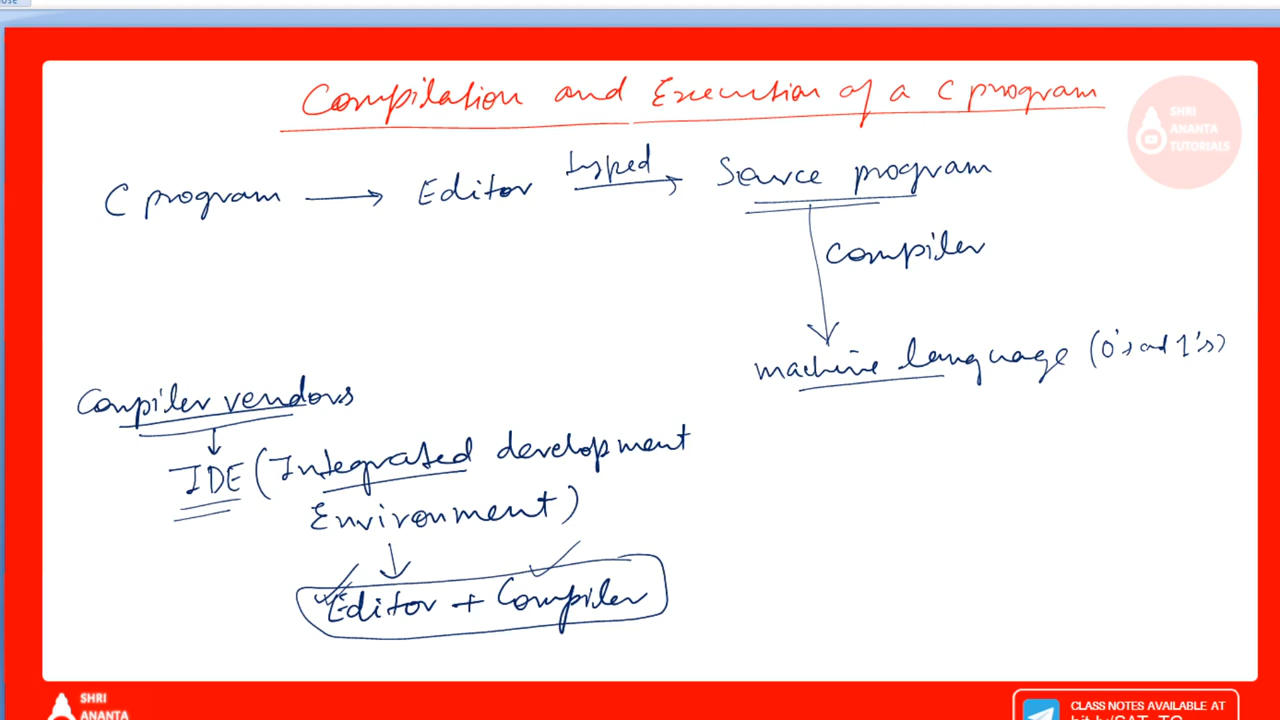 ose
Compilation and Execution of a C program
SHRI
ANANTA
TUTORIALS
C program → Editor typed → Source program
Compiler
machine language (0's and 1's)
Compiler vendors
IDE (Integrated development
Environment)
Editor + Compiler
SHRI
ANANTA
CLASS NOTES AVAILABLE AT